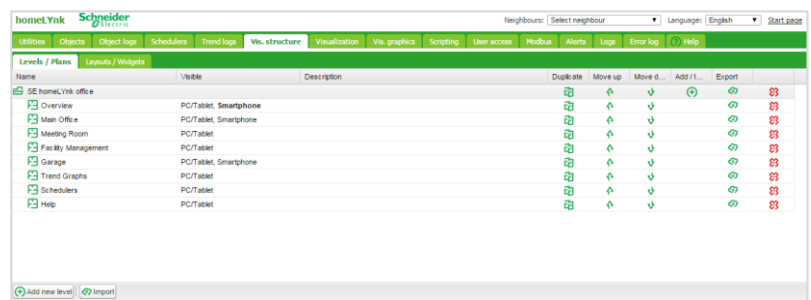 homeLYnk Schneider Electric Neighbours: Select neighbour Language: English Start page
Utilities Objects Object logs Schedulers Trend logs Vis. structure Visualization Vis. graphics Scripting User access Modbus Alerts Logs Error log ? Help
Levels / Plans Layouts / Widgets
Name Visible Description Duplicate Move up Move d... Add / I... Export
SE homeLYnk office
Overview PC/Tablet, Smartphone
Main Office PC/Tablet, Smartphone
Meeting Room PC/Tablet
Facility Management PC/Tablet
Garage PC/Tablet, Smartphone
Trend Graphs PC/Tablet
Schedulers PC/Tablet
Help PC/Tablet
Add new level Import